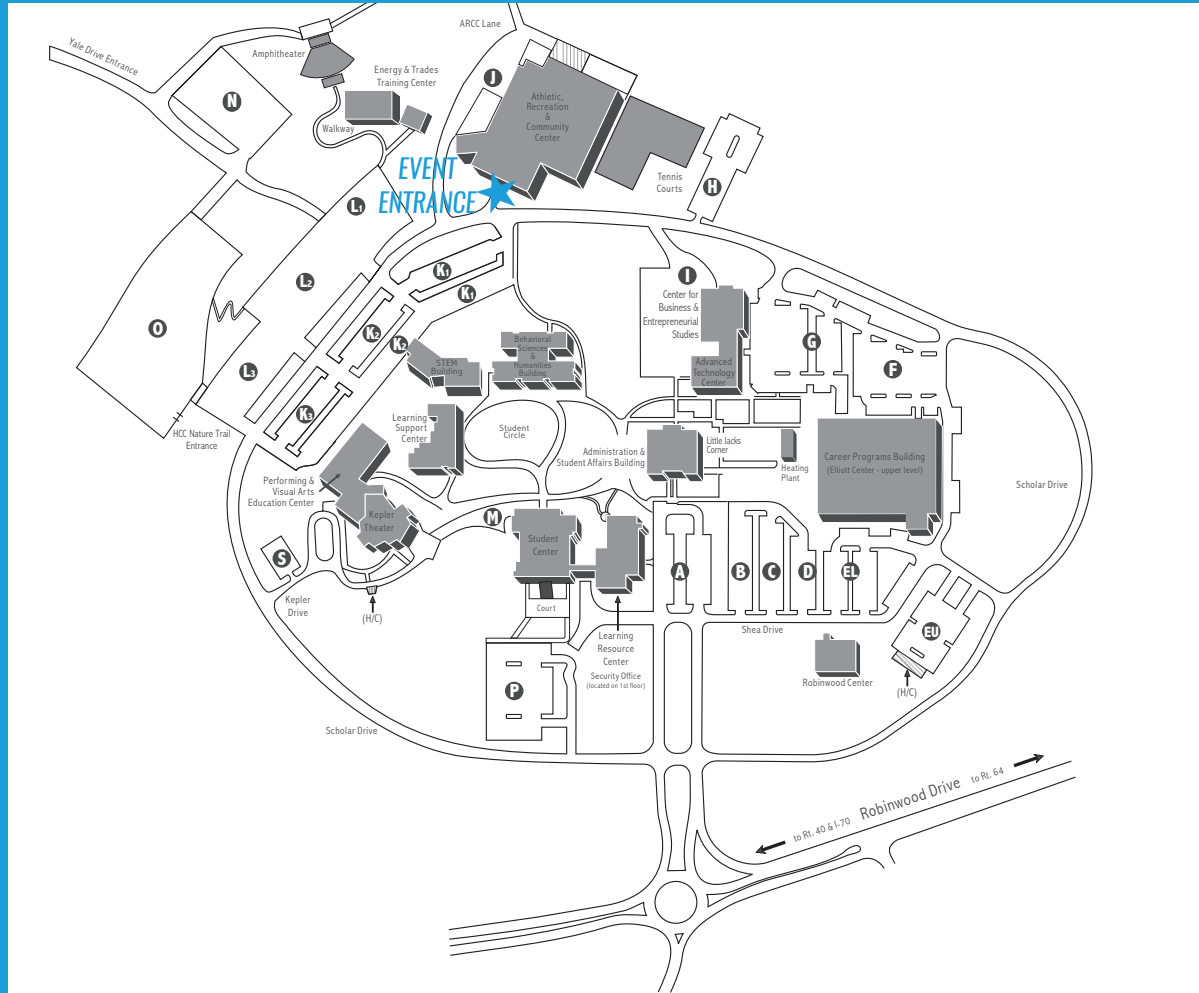 ARCC Lane
Yale Drive Entrance
Amphitheater
Energy & Trades
Training Center
J
N
Athletic,
Recreation
&
Community
Center
Walkway
EVENT
ENTRANCE
Tennis
Courts
H
L1
K1
K1
L2
I
Center for
Business &
Entrepreneurial
Studies
O
K2
K2
G
F
Behavioral
Sciences
&
Humanities
Building
STEM
Building
Advanced
Technology
Center
L3
K3
Learning
Support
Center
Student
Circle
HCC Nature Trail
Entrance
Administration &
Student Affairs Building
Little Jacks
Corner
Heating
Plant
Career Programs Building
(Elliott Center - upper level)
Scholar Drive
Performing &
Visual Arts
Education Center
Kepler
Theater
M
Student
Center
S
A
B
C
D
EL
Kepler
Drive
(H/C)
Court
Shea Drive
EU
Learning
Resource
Center
Security Office
(located on 1st floor)
Robinwood Center
(H/C)
P
Scholar Drive
to Rt. 40 & I-70 Robinwood Drive to Rt. 64